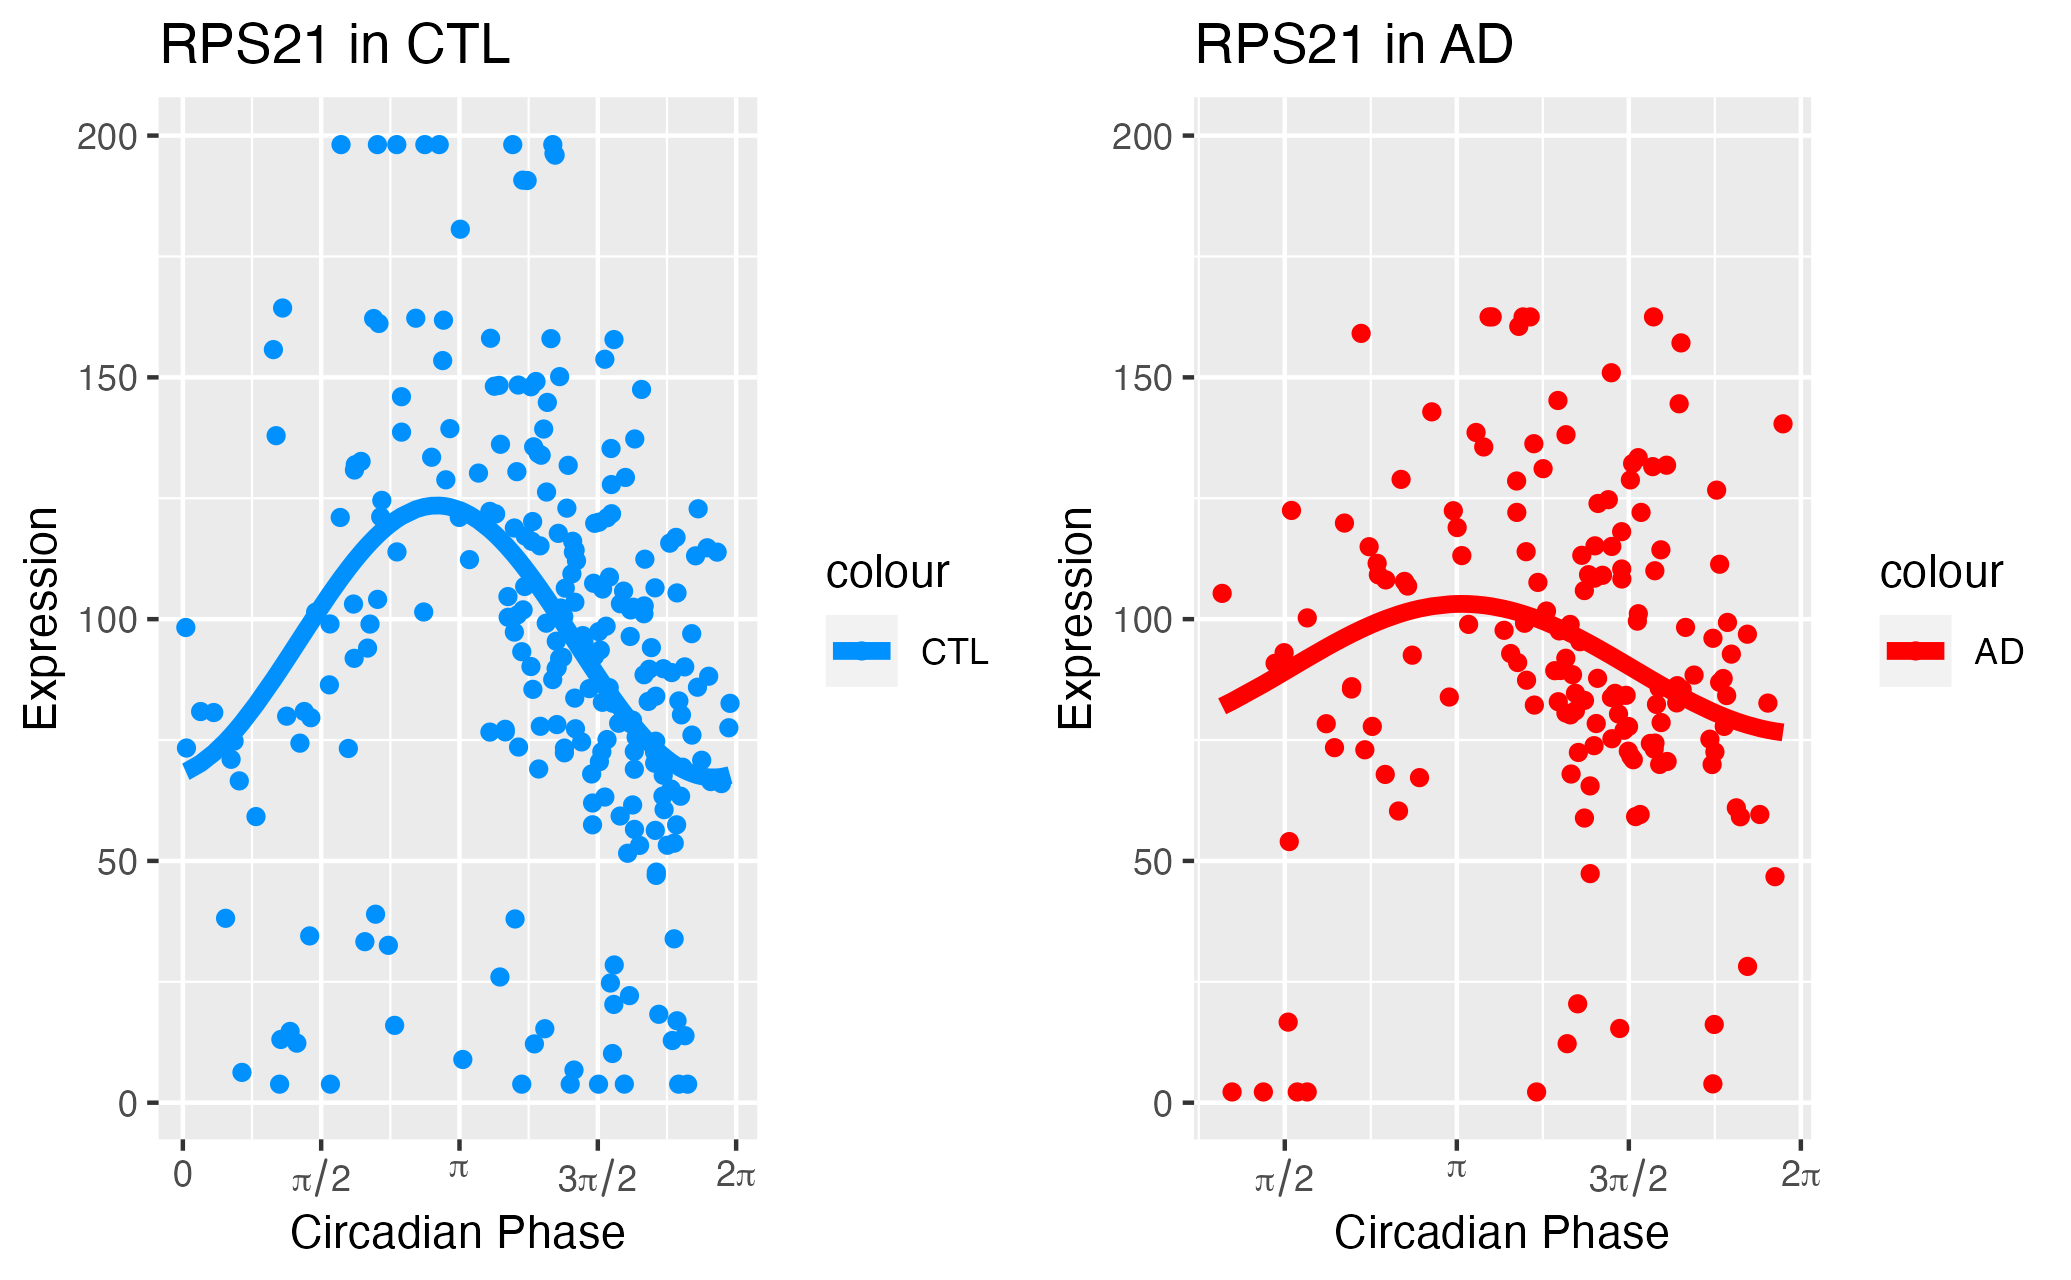 RPS21 in CTL
200
150
100
50
0
Expression
0 π/2 π 3π/2 2π
Circadian Phase
colour
CTL
RPS21 in AD
200
150
100
50
0
Expression
π/2 π 3π/2 2π
Circadian Phase
colour
AD